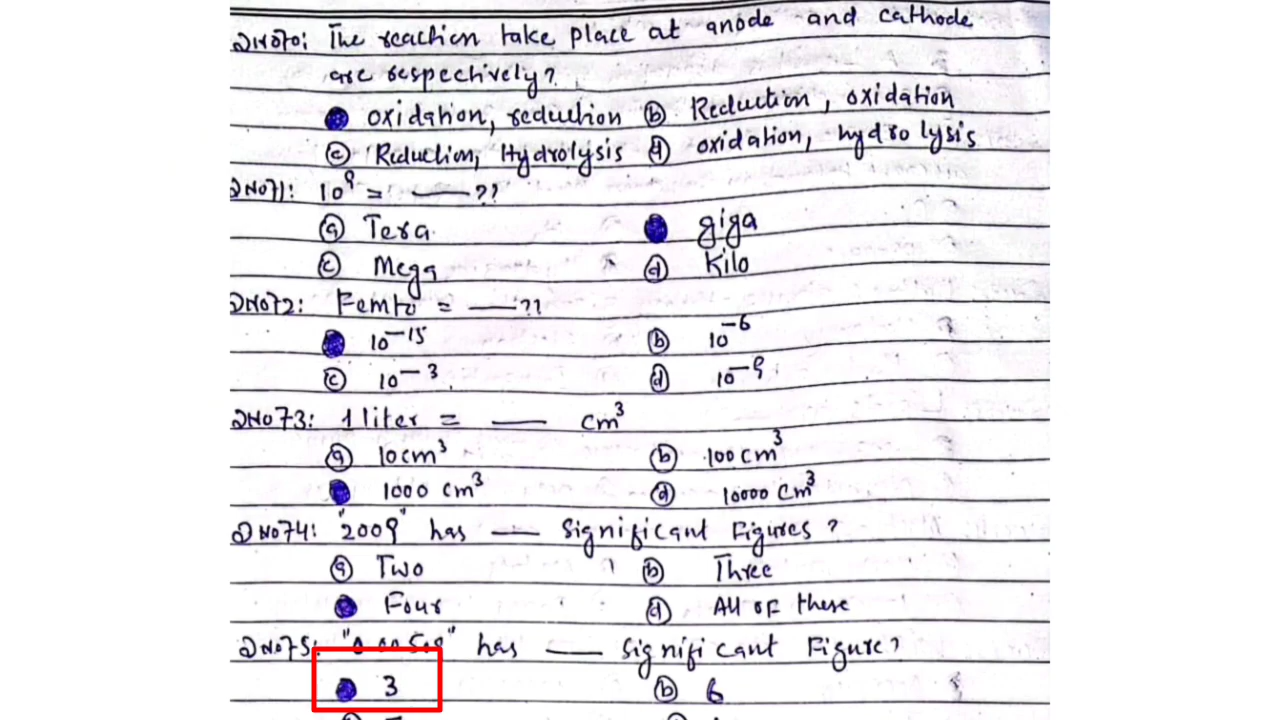 QNo70: The reaction take place at anode and cathode
are respectively?
oxidation, reduction ⓑ Reduction, oxidation
ⓒ Reduction, Hydrolysis ⓓ oxidation, hydrolysis
QNo71: 10⁹ = —— ??
ⓐ Tera giga
ⓒ Mega ⓓ Kilo
QNo72: Femto = —— ??
10⁻¹⁵ ⓑ 10⁻⁶
ⓒ 10⁻³ ⓓ 10⁻⁹
QNo73: 1 liter = —— cm³
ⓐ 10cm³ ⓑ 100 cm³
1000 cm³ ⓓ 10000 cm³
QNo74: "2009" has —— Significant Figures?
ⓐ Two ⓑ Three
Four ⓓ All of these
QNo75: has —— Significant Figure?
3 ⓑ 6